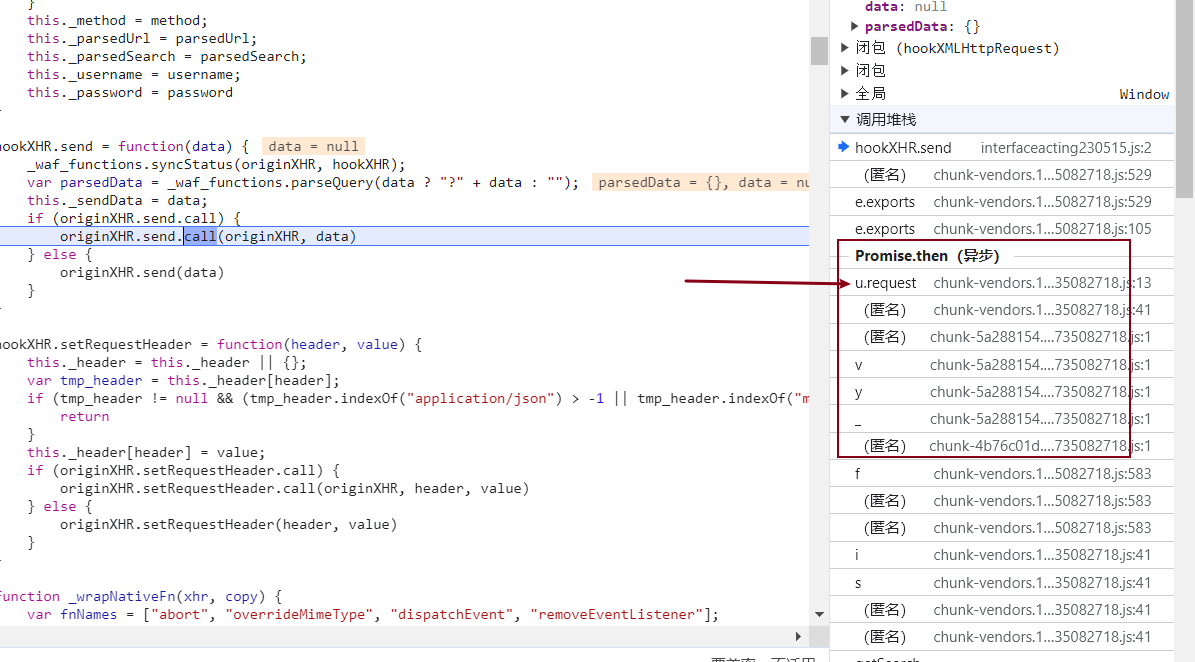 }
this._method = method;
this._parsedUrl = parsedUrl;
this._parsedSearch = parsedSearch;
this._username = username;
this._password = password
hookXHR.send = function(data) { data = null
_waf_functions.syncStatus(originXHR, hookXHR);
var parsedData = _waf_functions.parseQuery(data ? "?" + data : ""); parsedData = {}, data = nu
this._sendData = data;
if (originXHR.send.call) {
originXHR.send.call(originXHR, data)
} else {
originXHR.send(data)
}
hookXHR.setRequestHeader = function(header, value) {
this._header = this._header || {};
var tmp_header = this._header[header];
if (tmp_header != null && (tmp_header.indexOf("application/json") > -1 || tmp_header.indexOf("m
return
}
this._header[header] = value;
if (originXHR.setRequestHeader.call) {
originXHR.setRequestHeader.call(originXHR, header, value)
} else {
originXHR.setRequestHeader(header, value)
}
function _wrapNativeFn(xhr, copy) {
var fnNames = ["abort", "overrideMimeType", "dispatchEvent", "removeEventListener"];
data: null
parsedData: {}
闭包 (hookXMLHttpRequest)
闭包
全局 Window
调用堆栈
hookXHR.send interfaceacting230515.js:2
(匿名) chunk-vendors.1...5082718.js:529
e.exports chunk-vendors.1...5082718.js:529
e.exports chunk-vendors.1...5082718.js:105
Promise.then（异步）
u.request chunk-vendors.1...35082718.js:13
(匿名) chunk-vendors.1...35082718.js:41
(匿名) chunk-5a288154....735082718.js:1
v chunk-5a288154....735082718.js:1
y chunk-5a288154....735082718.js:1
_ chunk-5a288154....735082718.js:1
(匿名) chunk-4b76c01d....735082718.js:1
f chunk-vendors.1...5082718.js:583
(匿名) chunk-vendors.1...5082718.js:583
(匿名) chunk-vendors.1...5082718.js:583
i chunk-vendors.1...35082718.js:41
s chunk-vendors.1...35082718.js:41
(匿名) chunk-vendors.1...35082718.js:41
(匿名) chunk-vendors.1...35082718.js:41
getSearch